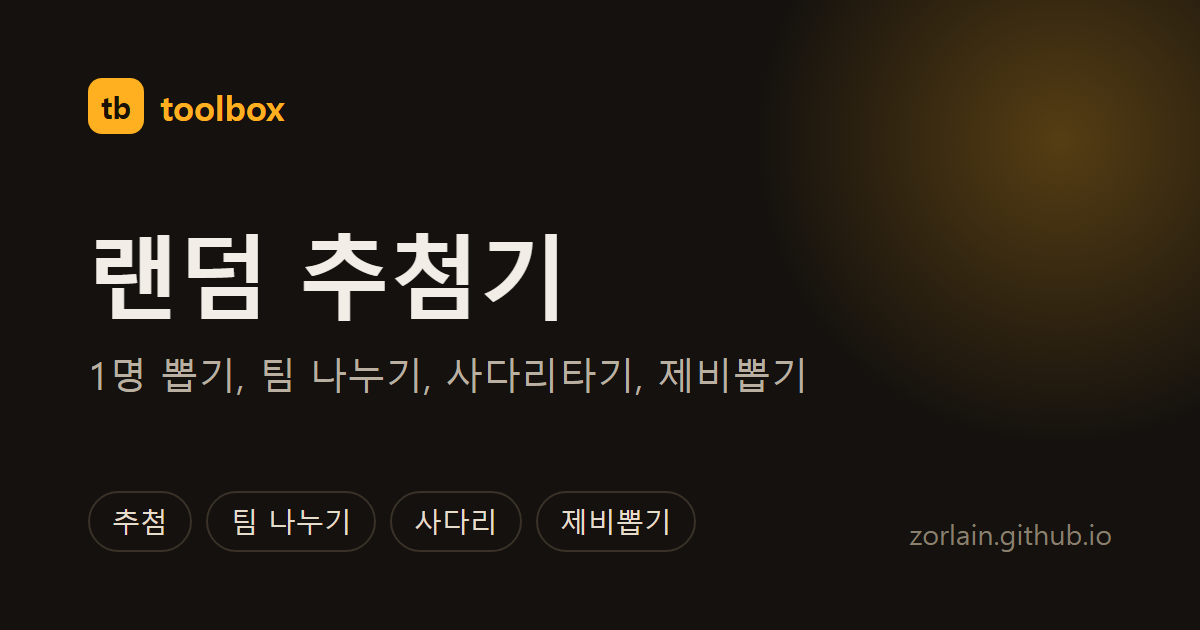 tb toolbox
랜덤 추첨기
1명 뽑기, 팀 나누기, 사다리타기, 제비뽑기
추첨 팀 나누기 사다리 제비뽑기
zorlain.github.io